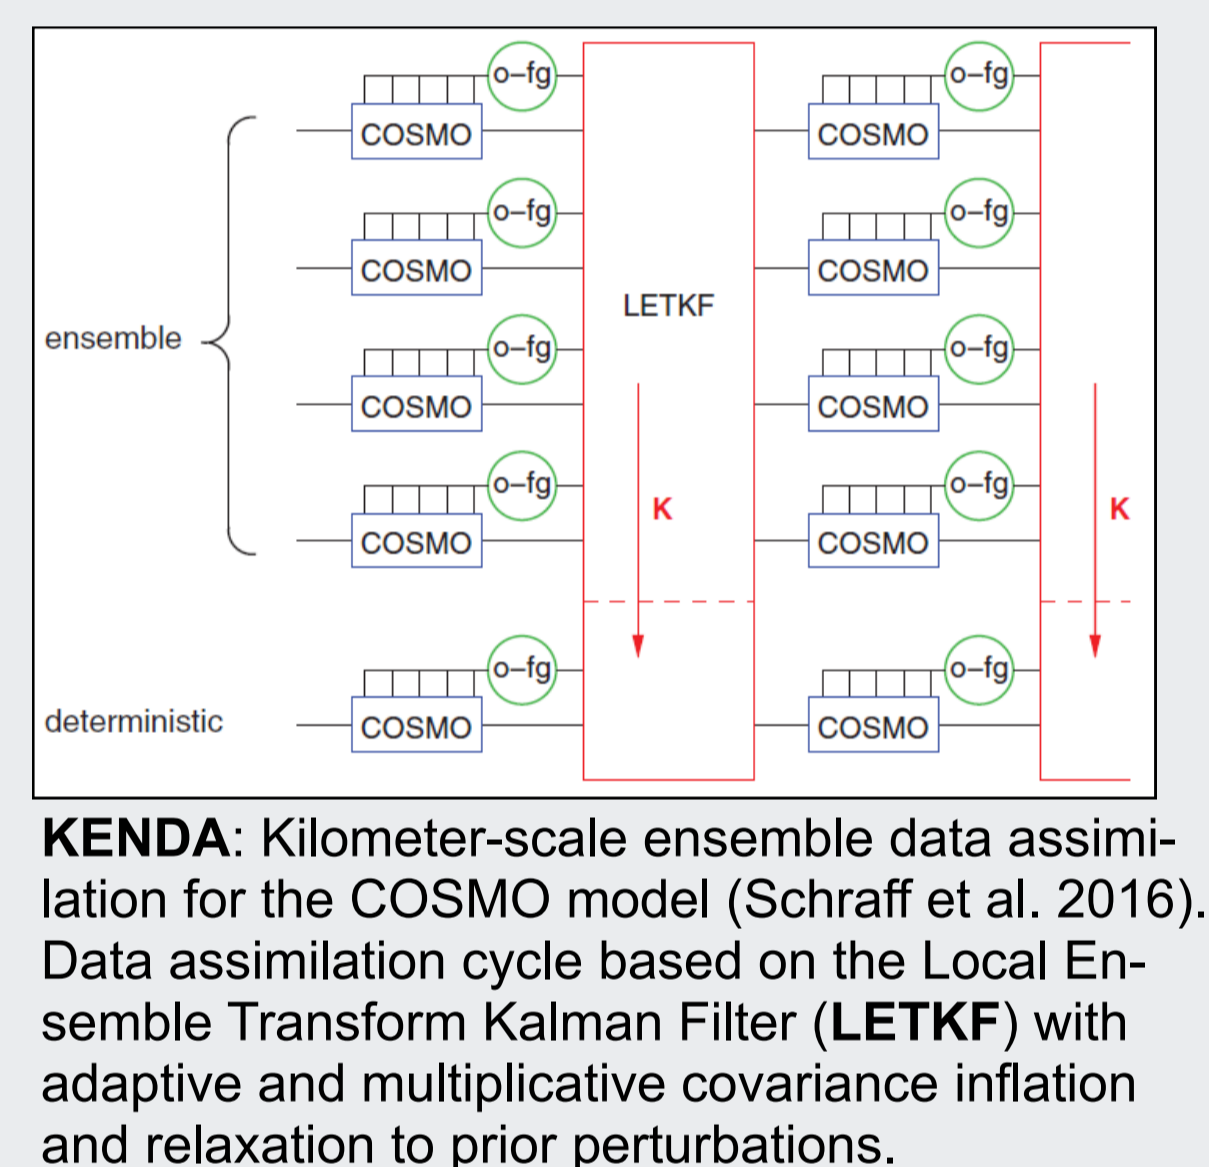 o–fg o–fg
COSMO COSMO
o–fg o–fg
COSMO COSMO
LETKF
ensemble
o–fg o–fg
COSMO COSMO
o–fg o–fg
K K
COSMO COSMO
o–fg o–fg
deterministic COSMO COSMO
KENDA: Kilometer-scale ensemble data assimi-
lation for the COSMO model (Schraff et al. 2016).
Data assimilation cycle based on the Local En-
semble Transform Kalman Filter (LETKF) with
adaptive and multiplicative covariance inflation
and relaxation to prior perturbations.